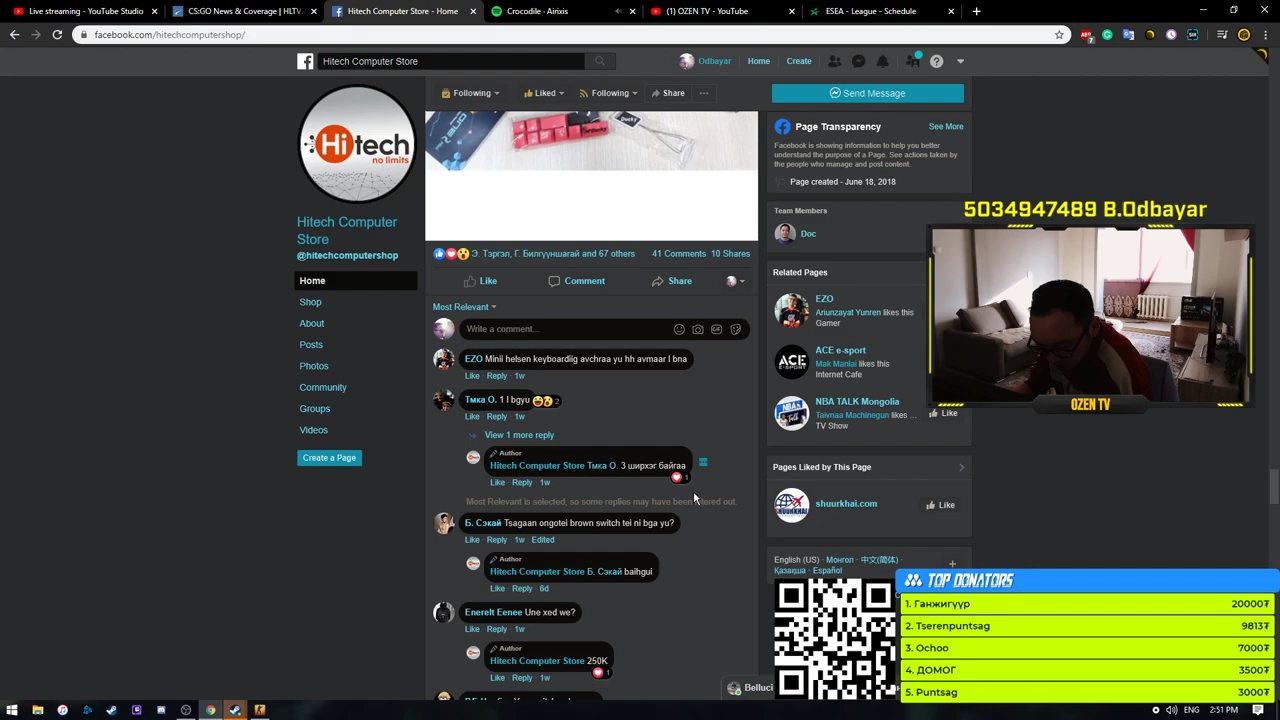 Live streaming - YouTube Studio
CS:GO News & Coverage | HLTV
Hitech Computer Store - Home
Crocodile - Airixis
(1) OZEN TV - YouTube
ESEA - League - Schedule
facebook.com/hitechcomputershop/
Hitech Computer Store
Odbayar
Home
Create
Following
Liked
Following
Share
Send Message
Hitech
no limits
Hitech Computer
Store
@hitechcomputershop
Home
Shop
About
Posts
Photos
Community
Groups
Videos
Create a Page
Ducky
Э. Тэргэл, Г. Билгүүншагай and 67 others
41 Comments 10 Shares
Like
Comment
Share
Most Relevant
Write a comment...
EZO Minii helsen keyboardiig avchraa yu hh avmaar l bna
Like Reply 1w
Тмка О. 1 l bgyu
2
Like Reply 1w
View 1 more reply
Author
Hitech Computer Store Тмка О. 3 ширхэг байгаа
1
Like Reply 1w
Most Relevant is selected, so some replies may have been filtered out.
Б. Сэкай Tsagaan ongotei brown switch tei ni bga yu?
Like Reply 1w Edited
Author
Hitech Computer Store Б. Сэкай baihgui
Like Reply 6d
Enerelt Eenee Une xed we?
Like Reply 1w
Author
Hitech Computer Store 250K
1
Like Reply 1w
Page Transparency
See More
Facebook is showing information to help you better
understand the purpose of a Page. See actions taken by
the people who manage and post content.
Page created - June 18, 2018
Team Members
Doc
Related Pages
EZO
Ariunzayat Yunren likes this
Gamer
ACE e-sport
Mak Manlai likes this
Internet Cafe
NBA TALK Mongolia
Taivnaa Machinegun likes ...
TV Show
Like
Pages Liked by This Page
shuurkhai.com
Like
English (US) · Монгол · 中文(简体) ·
Қазақша · Español
Belluci
5034947489 B.Odbayar
OZEN TV
TOP DONATORS
1. Ганжигүүр 20000₮
2. Tserenpuntsag 9813₮
3. Ochoo 7000₮
4. ДОМОГ 3500₮
5. Puntsag 3000₮
ENG
2:51 PM